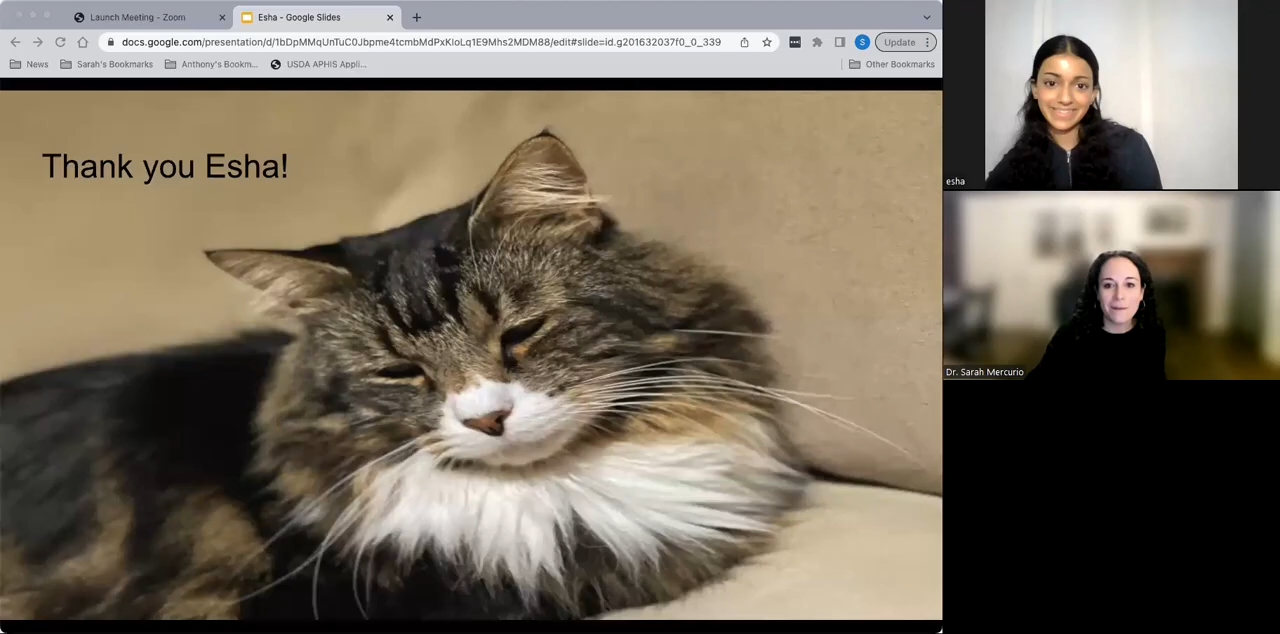 Launch Meeting - Zoom
Esha - Google Slides
docs.google.com/presentation/d/1bDpMMqUnTuC0Jbpme4tcmbMdPxKloLq1E9Mhs2MDM88/edit#slide=id.g201632037f0_0_339
S
Update
News
Sarah's Bookmarks
Anthony's Bookm...
USDA APHIS Appli...
Other Bookmarks
Thank you Esha!
esha
Dr. Sarah Mercurio